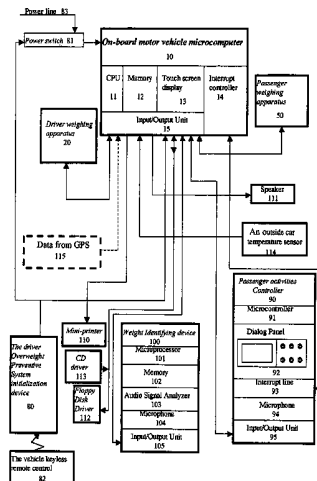 Power line 83
Power switch 81
On-board motor vehicle microcomputer
10
CPU
11
Memory
12
Touch screen
display
13
Interrupt
controller
14
Input/Output Unit
15
Passenger
weighing
apparatus
50
Driver weighing
apparatus
20
Speaker
111
Data from GPS
115
An outside car
temperature sensor
114
Passenger activities
Controller
90
Microcontroller
91
Dialog Panel
92
Interrupt line
93
Microphone
94
Input/Output Unit
95
Mini-printer
110
CD
driver
113
Floppy
Disk
Driver
112
Weight Identifying device
100
Microprocessor
101
Memory
102
Audio Signal Analyzer
103
Microphone
104
Input/Output Unit
105
The driver
Overweight
Preventive
System
initialization
device
80
The vehicle keyless
remote control
82